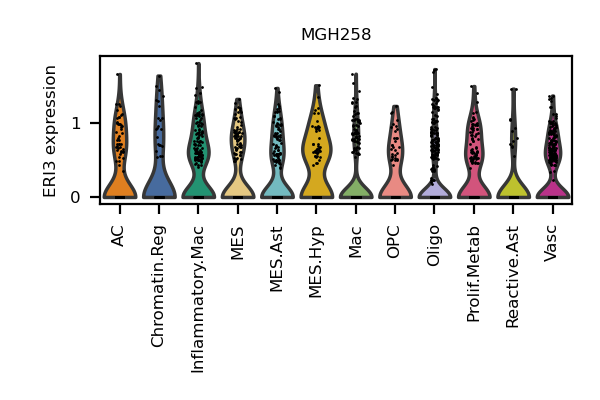 MGH258
ERI3 expression
1
0
AC
Chromatin.Reg
Inflammatory.Mac
MES
MES.Ast
MES.Hyp
Mac
OPC
Oligo
Prolif.Metab
Reactive.Ast
Vasc